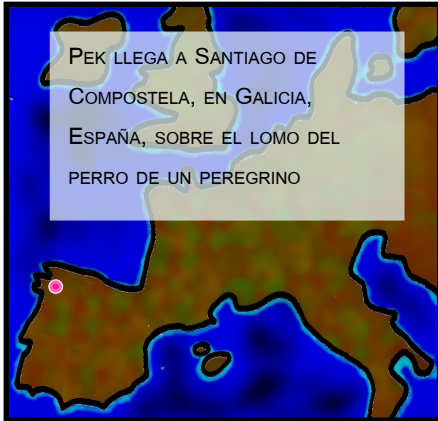 Pek llega a Santiago de
Compostela, en Galicia,
España, sobre el lomo del
perro de un peregrino